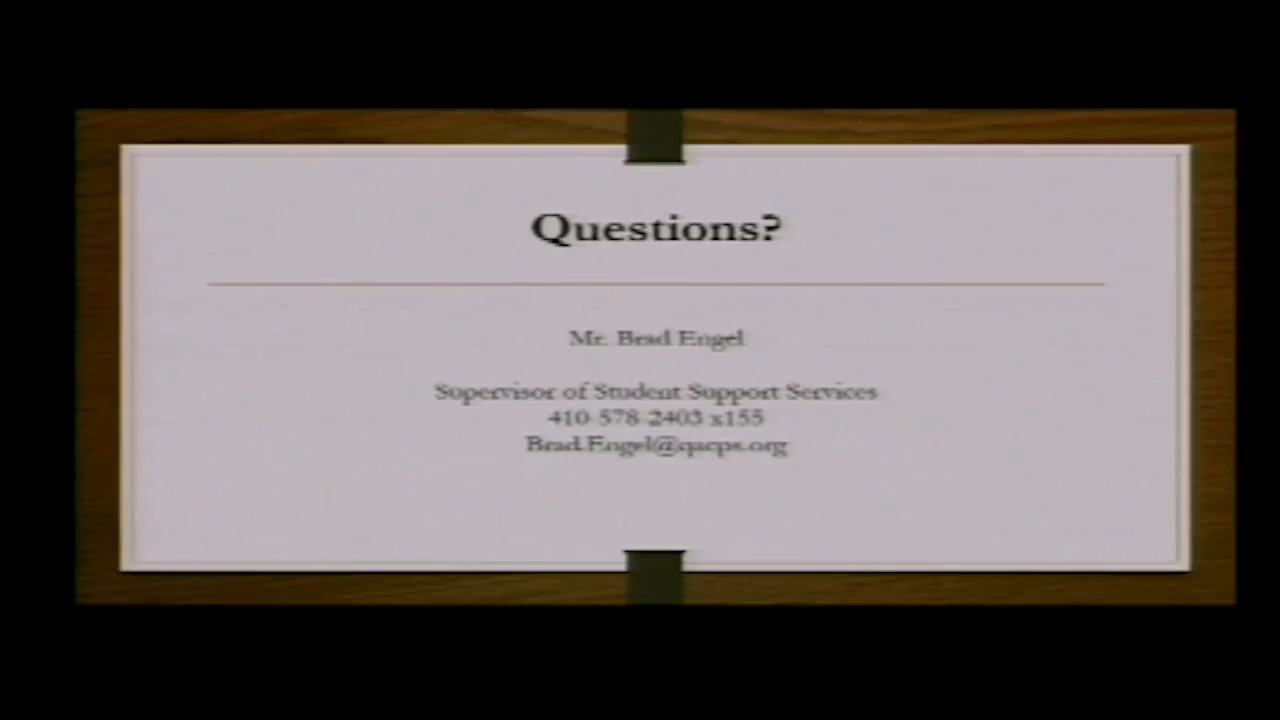 Questions?
Mr. Brad Engel
Supervisor of Student Support Services
410-578-2403 x155
Brad.Engel@qacps.org